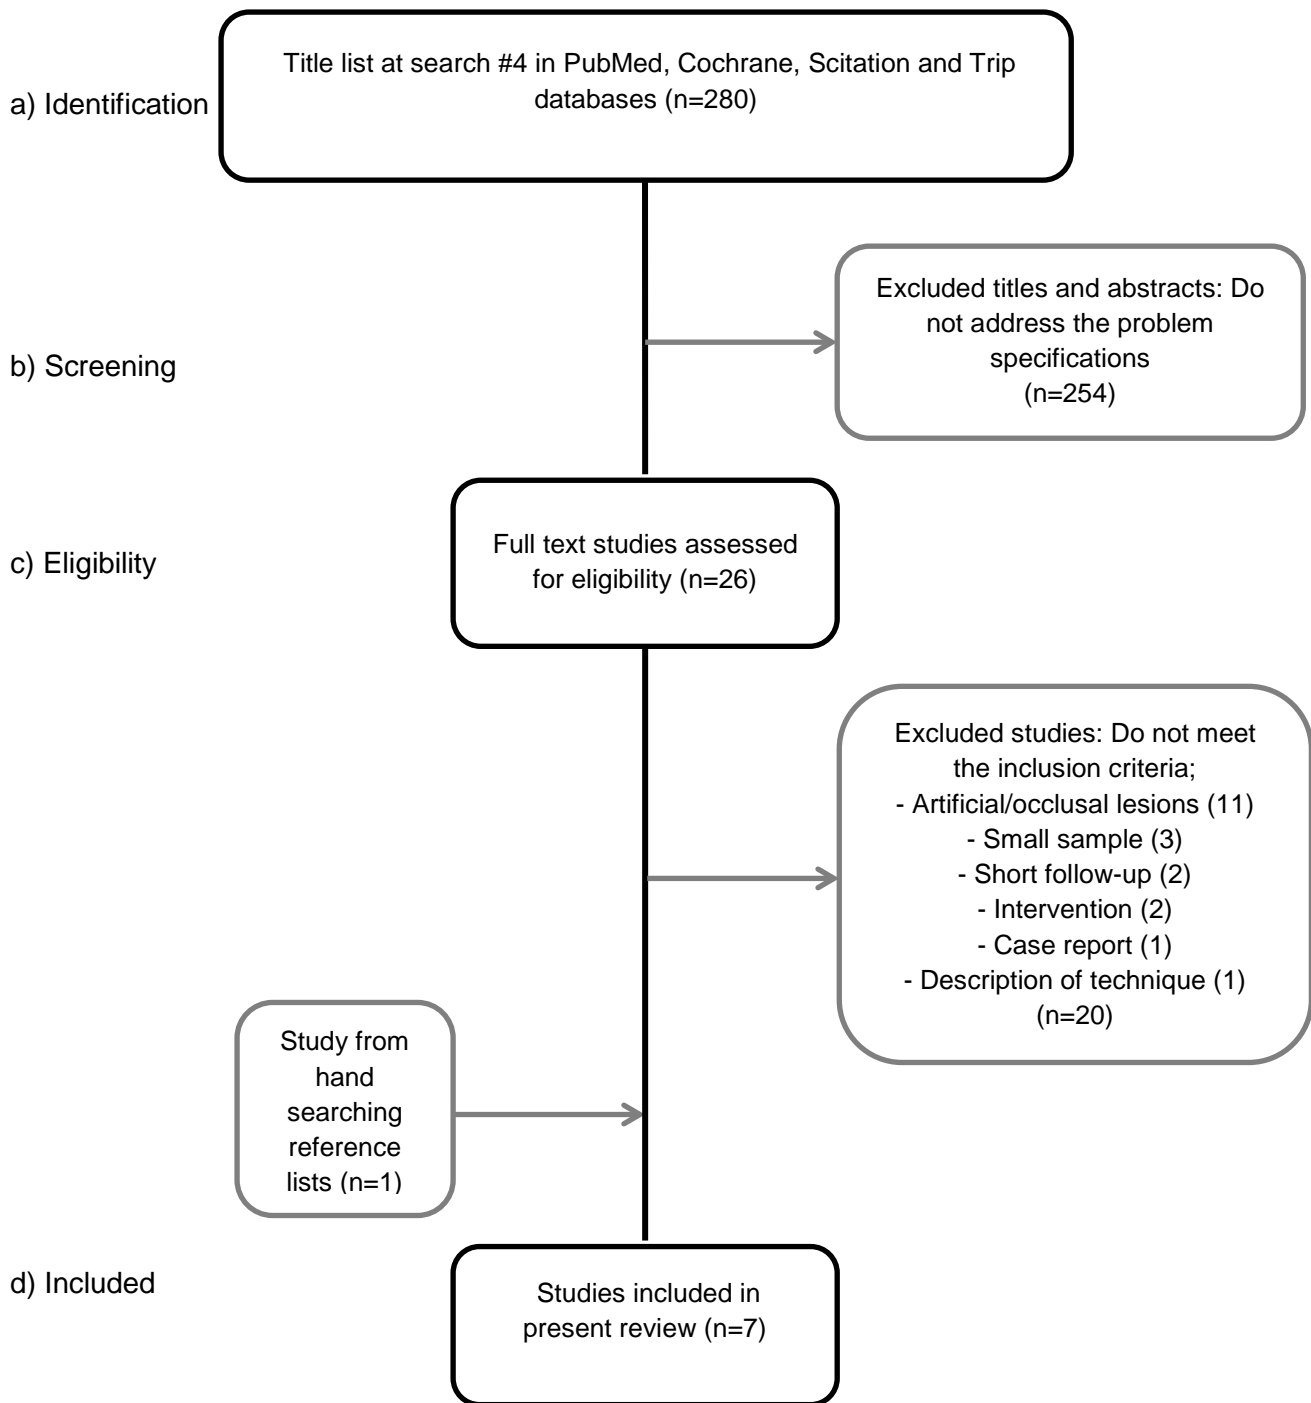 Title list at search #4 in PubMed, Cochrane, Scitation and Trip
databases (n=280)
a) Identification
Excluded titles and abstracts: Do
not address the problem
specifications
(n=254)
b) Screening
Full text studies assessed
for eligibility (n=26)
c) Eligibility
Excluded studies: Do not meet
the inclusion criteria;
- Artificial/occlusal lesions (11)
- Small sample (3)
- Short follow-up (2)
- Intervention (2)
- Case report (1)
- Description of technique (1)
(n=20)
Study from
hand
searching
reference
lists (n=1)
d) Included
Studies included in
present review (n=7)